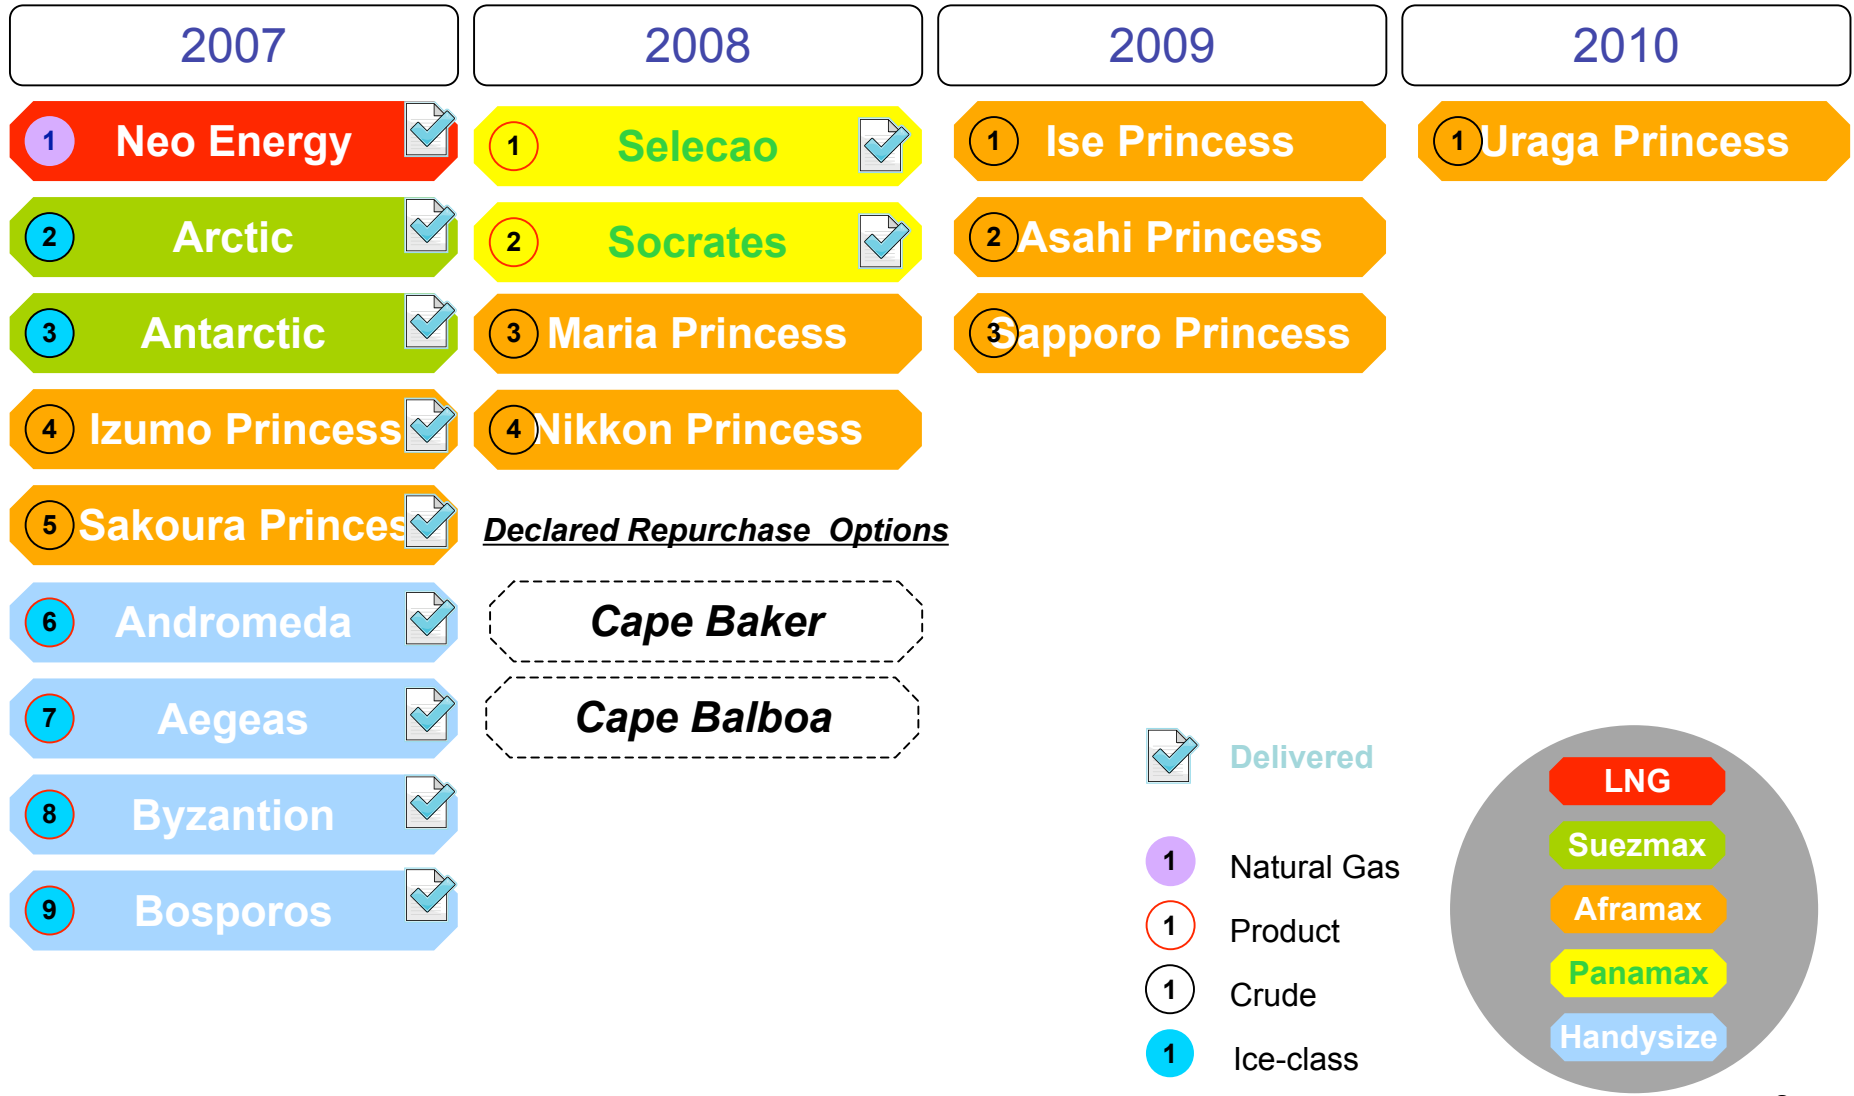 2007
2008
2009
2010
1 Neo Energy
2 Arctic
3 Antarctic
4 Izumo Princess
5 Sakoura Princes
6 Andromeda
7 Aegeas
8 Byzantion
9 Bosporos
1 Selecao
2 Socrates
3 Maria Princess
4 Nikkon Princess
Declared Repurchase Options
Cape Baker
Cape Balboa
1 Ise Princess
2 Asahi Princess
3 Sapporo Princess
1 Uraga Princess
Delivered
1 Natural Gas
1 Product
1 Crude
1 Ice-class
LNG
Suezmax
Aframax
Panamax
Handysize